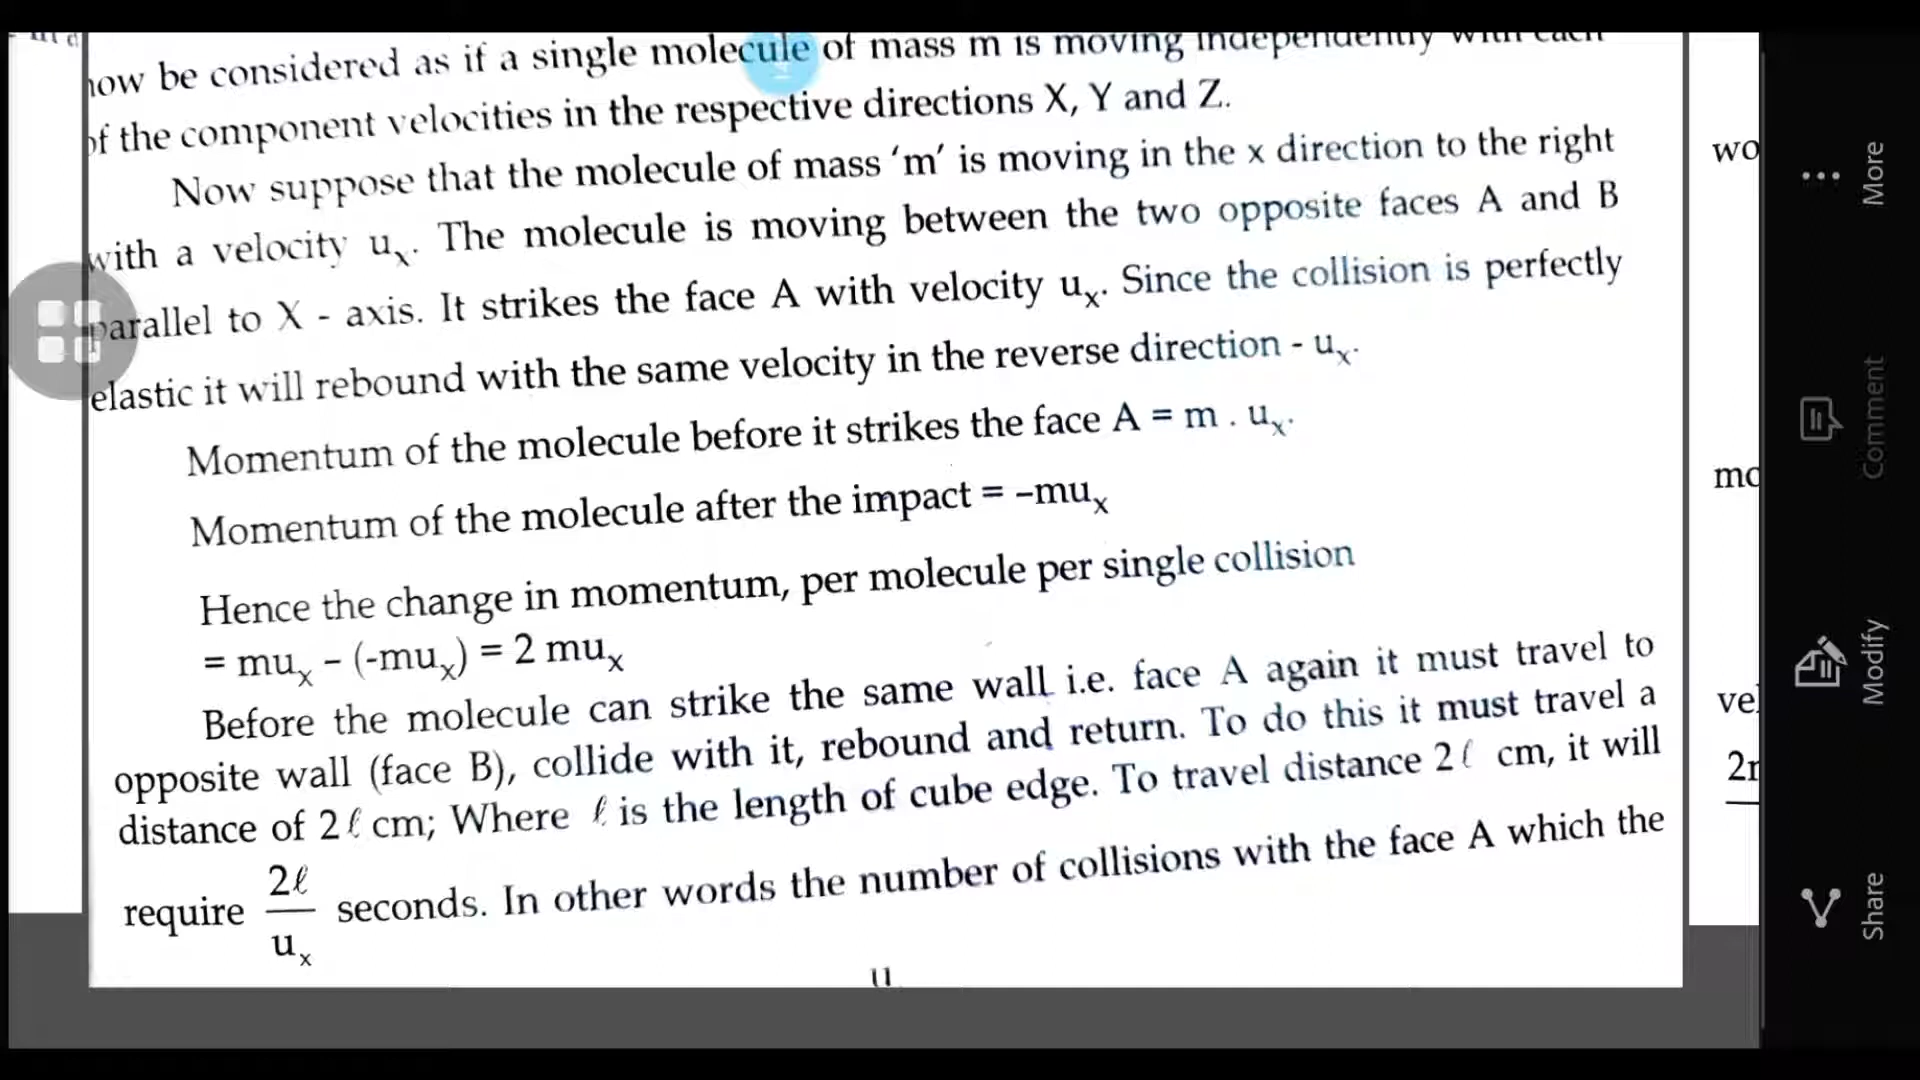 now be considered as if a single molecule of mass m is moving independently with each
of the component velocities in the respective directions X, Y and Z.
Now suppose that the molecule of mass ‘m’ is moving in the x direction to the right
with a velocity uₓ. The molecule is moving between the two opposite faces A and B
parallel to X - axis. It strikes the face A with velocity uₓ. Since the collision is perfectly
elastic it will rebound with the same velocity in the reverse direction - uₓ.
Momentum of the molecule before it strikes the face A = m . uₓ.
Momentum of the molecule after the impact = –muₓ
Hence the change in momentum, per molecule per single collision
= muₓ – (-muₓ) = 2 muₓ
Before the molecule can strike the same wall i.e. face A again it must travel to
opposite wall (face B), collide with it, rebound and return. To do this it must travel a
distance of 2ℓ cm; Where ℓ is the length of cube edge. To travel distance 2ℓ cm, it will
require 2ℓ/uₓ seconds. In other words the number of collisions with the face A which the
wo
mo
vel
More
Comment
Modify
Share